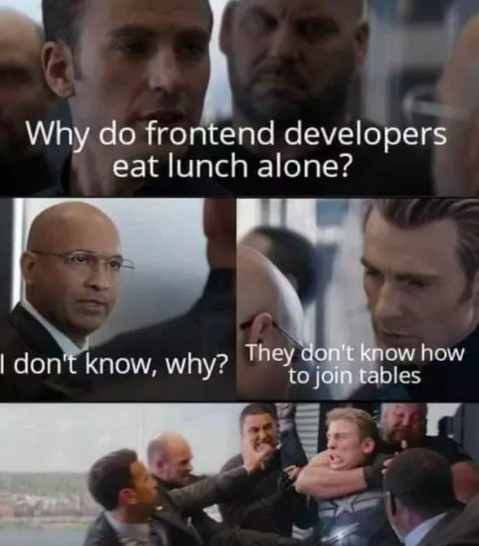 Why do frontend developers
eat lunch alone?
I don't know, why?
They don't know how
to join tables